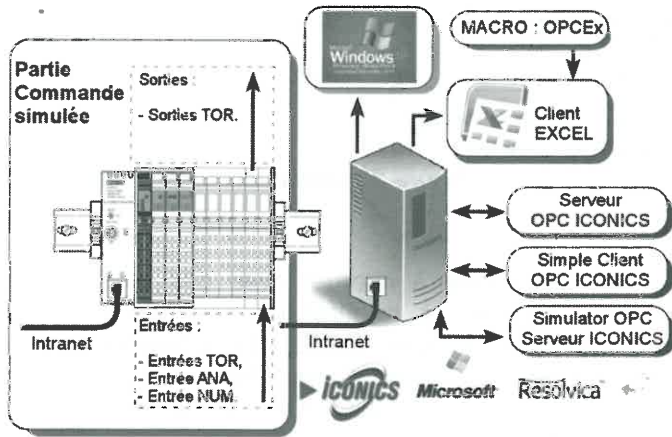 Partie
Commande
simulée
Sorties :
- Sorties TOR.
Intranet
Entrées :
- Entrées TOR,
- Entrée ANA,
- Entrée NUM.
Windows
MACRO : OPCEx
Client
EXCEL
Serveur
OPC ICONICS
Simple Client
OPC ICONICS
Simulator OPC
Serveur ICONICS
Intranet
ICONICS
Microsoft
Resolvica